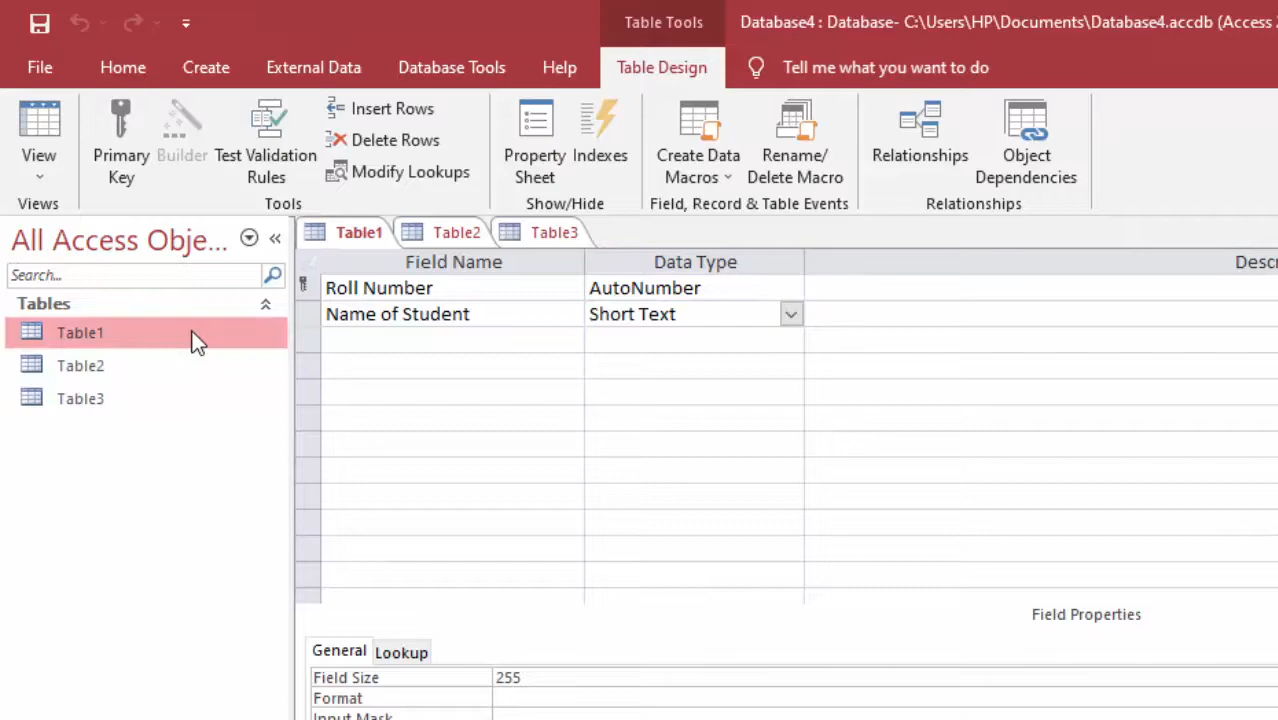 Table Tools
Database4 : Database- C:\Users\HP\Documents\Database4.accdb (Access
File Home Create External Data Database Tools Help Table Design Tell me what you want to do
View
Primary Key
Builder
Test Validation Rules
Insert Rows
Delete Rows
Modify Lookups
Property Sheet
Indexes
Create Data Macros
Rename/ Delete Macro
Relationships
Object Dependencies
Views Tools Show/Hide Field, Record & Table Events Relationships
All Access Obje...
Search...
Tables
Table1
Table2
Table3
Table1 Table2 Table3
Field Name Data Type
Roll Number AutoNumber
Name of Student Short Text
Field Properties
General Lookup
Field Size 255
Format
Input Mask